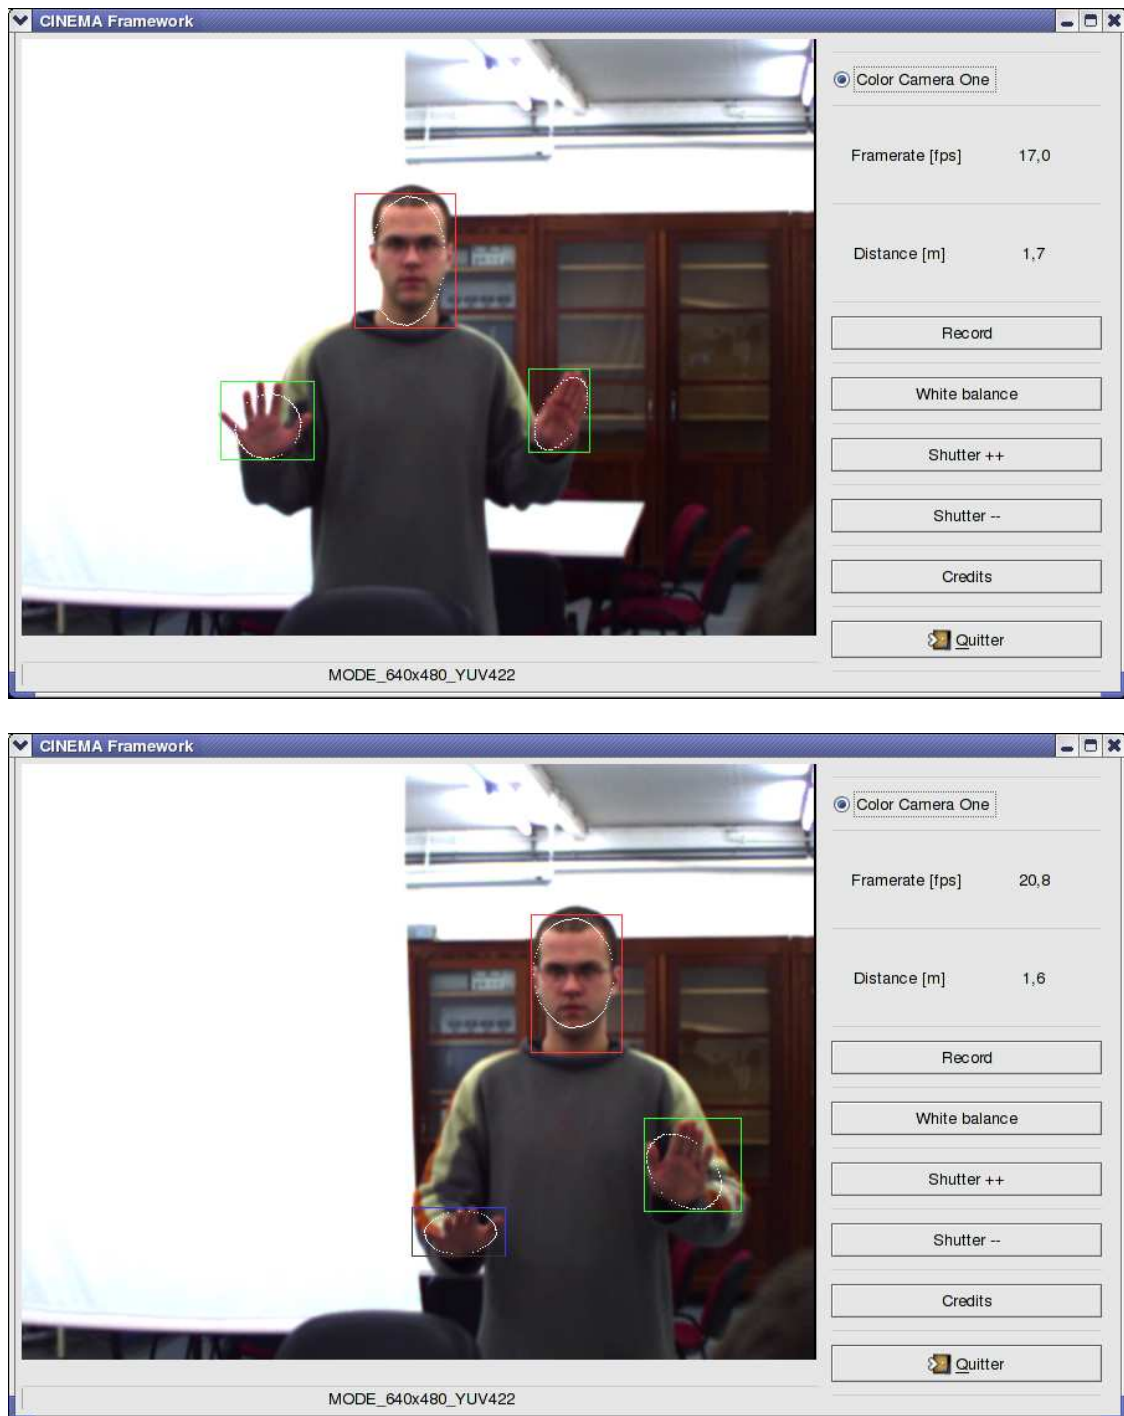 CINEMA Framework
Color Camera One
Framerate [fps] 17,0
Distance [m] 1,7
Record
White balance
Shutter ++
Shutter --
Credits
Quitter
MODE_640x480_YUV422
CINEMA Framework
Color Camera One
Framerate [fps] 20,8
Distance [m] 1,6
Record
White balance
Shutter ++
Shutter --
Credits
Quitter
MODE_640x480_YUV422